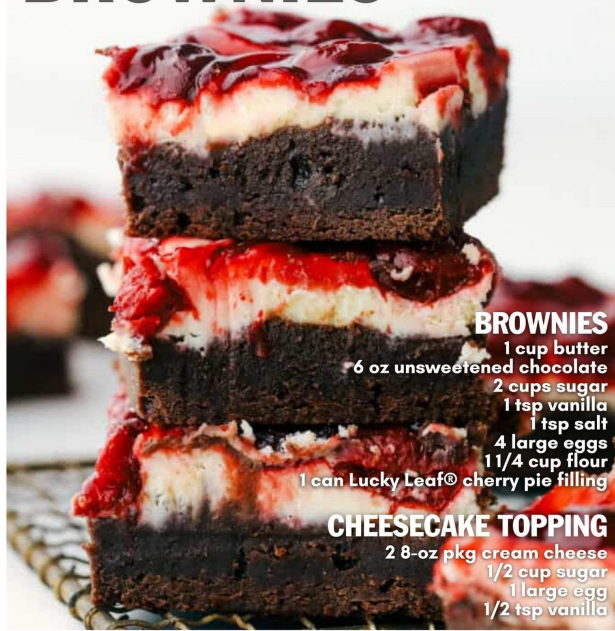 BROWNIES
BROWNIES
1 cup butter
6 oz unsweetened chocolate
2 cups sugar
1 tsp vanilla
1 tsp salt
4 large eggs
1 1/4 cup flour
1 can Lucky Leaf® cherry pie filling
CHEESECAKE TOPPING
2 8-oz pkg cream cheese
1/2 cup sugar
1 large egg
1/2 tsp vanilla